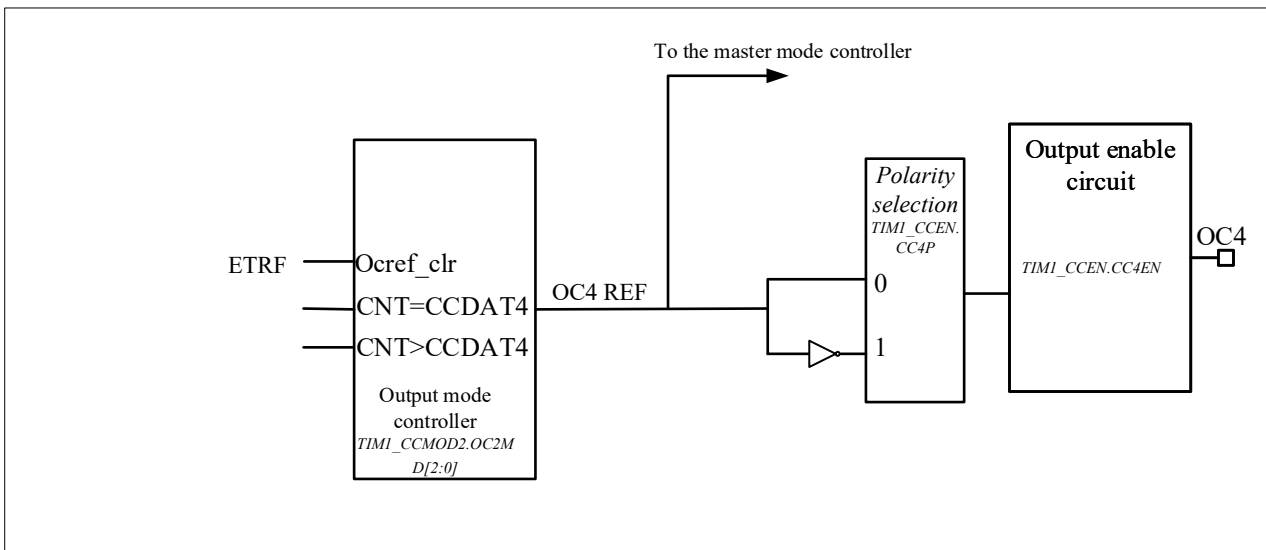 To the master mode controller
Output enable
circuit
Polarity
selection
TIM1_CCEN.
CC4P
OC4
ETRF
Ocref_clr
TIM1_CCEN.CC4EN
0
OC4 REF
CNT=CCDAT4
CNT>CCDAT4
1
Output mode
controller
TIM1_CCMOD2.OC2M
D[2:0]